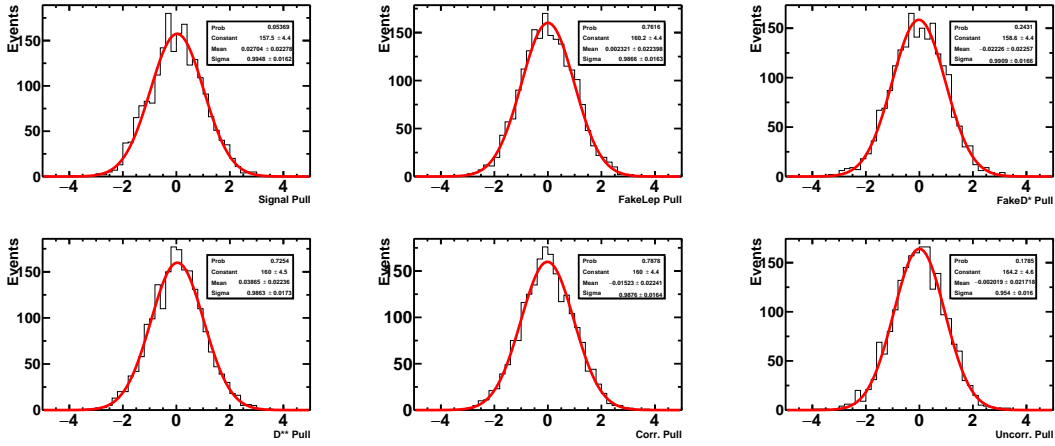 Events
Prob 0.05369
Constant 157.5 ± 4.4
Mean 0.02704 ± 0.02278
Sigma 0.9948 ± 0.0162
150
100
50
0
−4 −2 0 2 4
Signal Pull
Events
Prob 0.7616
Constant 160.2 ± 4.4
Mean 0.002321 ± 0.022398
Sigma 0.9866 ± 0.0163
150
100
50
0
−4 −2 0 2 4
FakeLep Pull
Events
Prob 0.2431
Constant 158.6 ± 4.4
Mean −0.02226 ± 0.02257
Sigma 0.9909 ± 0.0166
150
100
50
0
−4 −2 0 2 4
FakeD* Pull
Events
Prob 0.7254
Constant 160 ± 4.5
Mean 0.03865 ± 0.02236
Sigma 0.9863 ± 0.0173
150
100
50
0
−4 −2 0 2 4
D** Pull
Events
Prob 0.7878
Constant 160 ± 4.4
Mean −0.01523 ± 0.02241
Sigma 0.9876 ± 0.0164
150
100
50
0
−4 −2 0 2 4
Corr. Pull
Events
Prob 0.1785
Constant 164.2 ± 4.6
Mean −0.002019 ± 0.021718
Sigma 0.954 ± 0.016
150
100
50
0
−4 −2 0 2 4
Uncorr. Pull